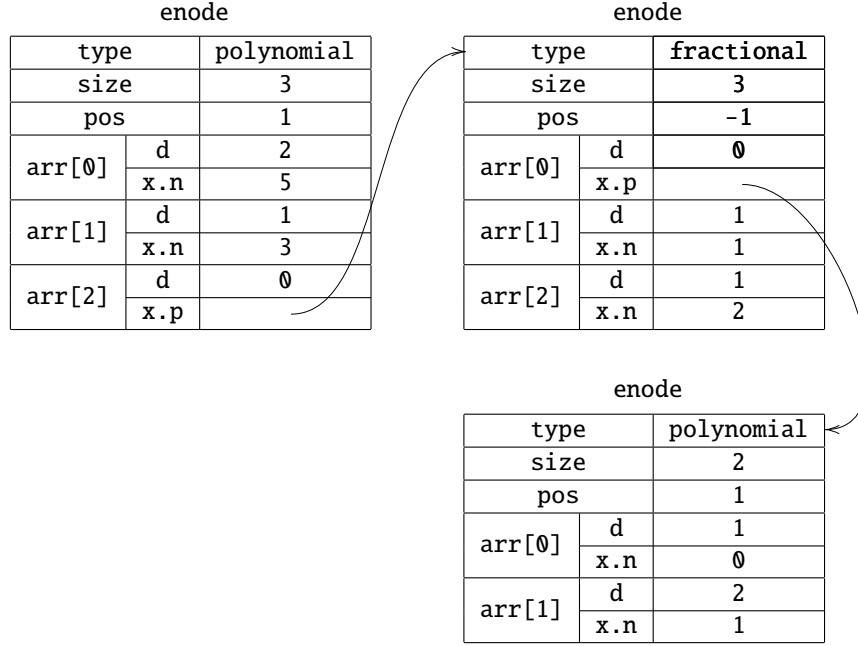 enode
type polynomial
size 3
pos 1
arr[0] d 2
x.n 5
arr[1] d 1
x.n 3
arr[2] d 0
x.p
enode
type fractional
size 3
pos -1
arr[0] d 0
x.p
arr[1] d 1
x.n 1
arr[2] d 1
x.n 2
enode
type polynomial
size 2
pos 1
arr[0] d 1
x.n 0
arr[1] d 2
x.n 1